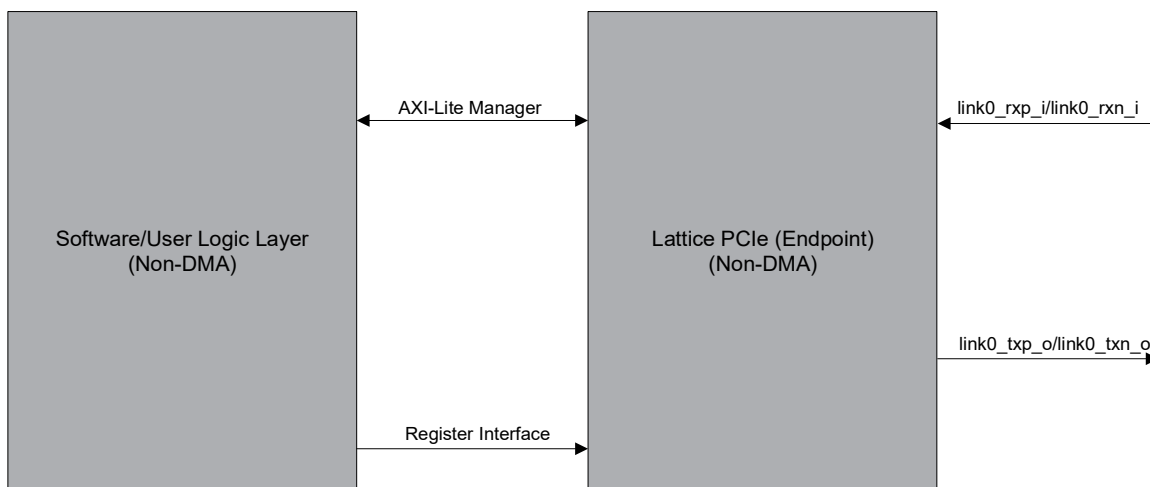 AXI-Lite Manager
link0_rxp_i/link0_rxn_i
Software/User Logic Layer
(Non-DMA)
Lattice PCIe (Endpoint)
(Non-DMA)
link0_txp_o/link0_txn_o
Register Interface